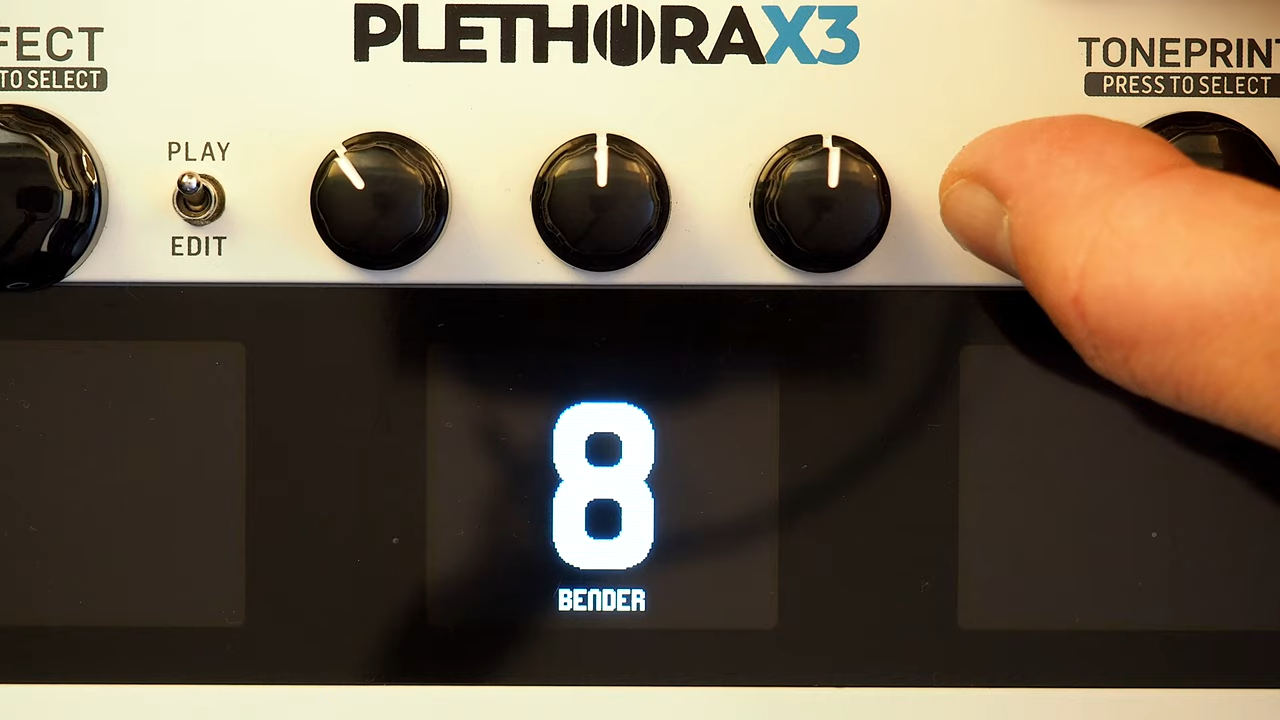 PLETHORAX3
FECT
TO SELECT
TONEPRINT
PRESS TO SELECT
PLAY
EDIT
8
BENDER